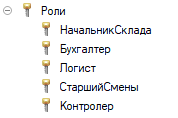 Роли
НачальникСклада
Бухгалтер
Логист
СтаршийСмены
Контролер